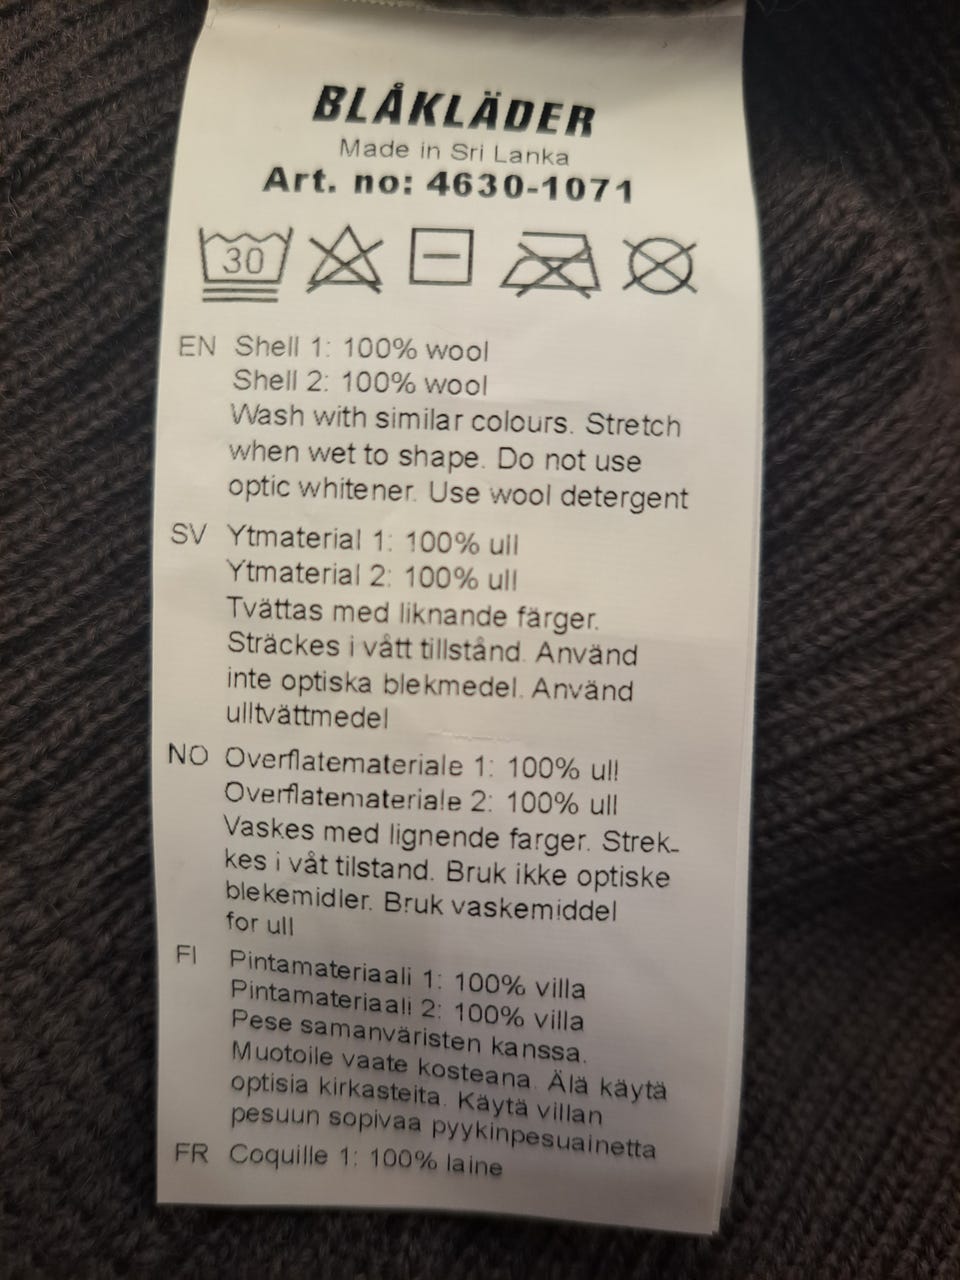 BLÅKLÄDER
Made in Sri Lanka
Art. no: 4630-1071
30
EN Shell 1: 100% wool
Shell 2: 100% wool
Wash with similar colours. Stretch
when wet to shape. Do not use
optic whitener. Use wool detergent
SV Ytmaterial 1: 100% ull
Ytmaterial 2: 100% ull
Tvättas med liknande färger.
Sträckes i vått tillstånd. Använd
inte optiska blekmedel. Använd
ulltvättmedel
NO Overflatemateriale 1: 100% ull
Overflatemateriale 2: 100% ull
Vaskes med lignende farger. Strek-
kes i våt tilstand. Bruk ikke optiske
blekemidler. Bruk vaskemiddel
for ull
FI Pintamateriaali 1: 100% villa
Pintamateriaali 2: 100% villa
Pese samanväristen kanssa.
Muotoile vaate kosteana. Älä käytä
optisia kirkasteita. Käytä villan
pesuun sopivaa pyykinpesuainetta
FR Coquille 1: 100% laine